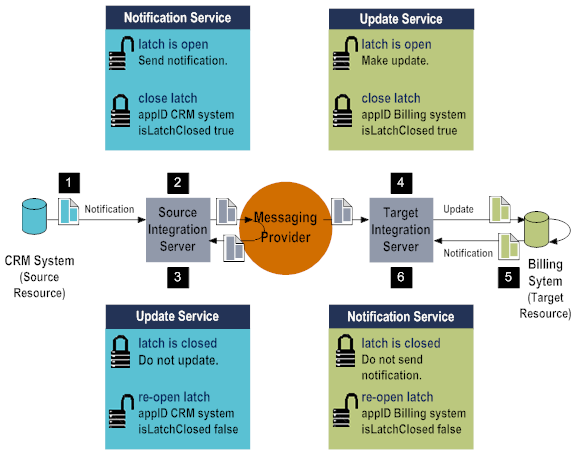 Notification Service
latch is open
Send notification.
close latch
appID CRM system
isLatchClosed true
Update Service
latch is open
Make update.
close latch
appID Billing system
isLatchClosed true
1
Notification
2
Source
Integration
Server
3
Messaging
Provider
4
Target
Integration
Server
6
Update
Notification
5
CRM System
(Source
Resource)
Billing
Sytem
(Target
Resource)
Update Service
latch is closed
Do not update.
re-open latch
appID CRM system
isLatchClosed false
Notification Service
latch is closed
Do not send
notification.
re-open latch
appID Billing system
isLatchClosed false